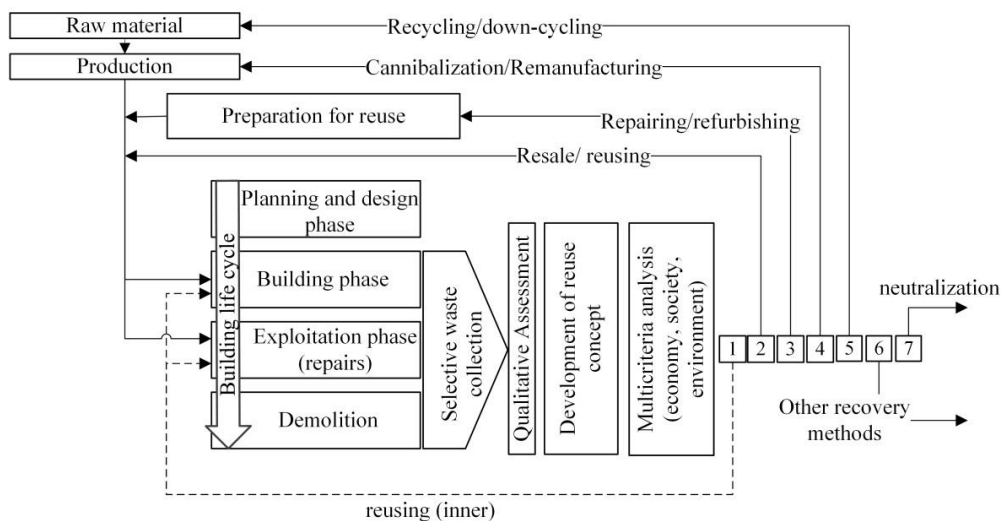 Raw material
Recycling/down-cycling
Production
Cannibalization/Remanufacturing
Preparation for reuse
Repairing/refurbishing
Resale/ reusing
Building life cycle
Planning and design
phase
Building phase
Exploitation phase
(repairs)
Demolition
Selective waste
collection
Qualitative Assessment
Development of reuse
concept
Multicriteria analysis
(economy, society,
environment)
1
2
3
4
5
6
7
neutralization
Other recovery
methods
reusing (inner)